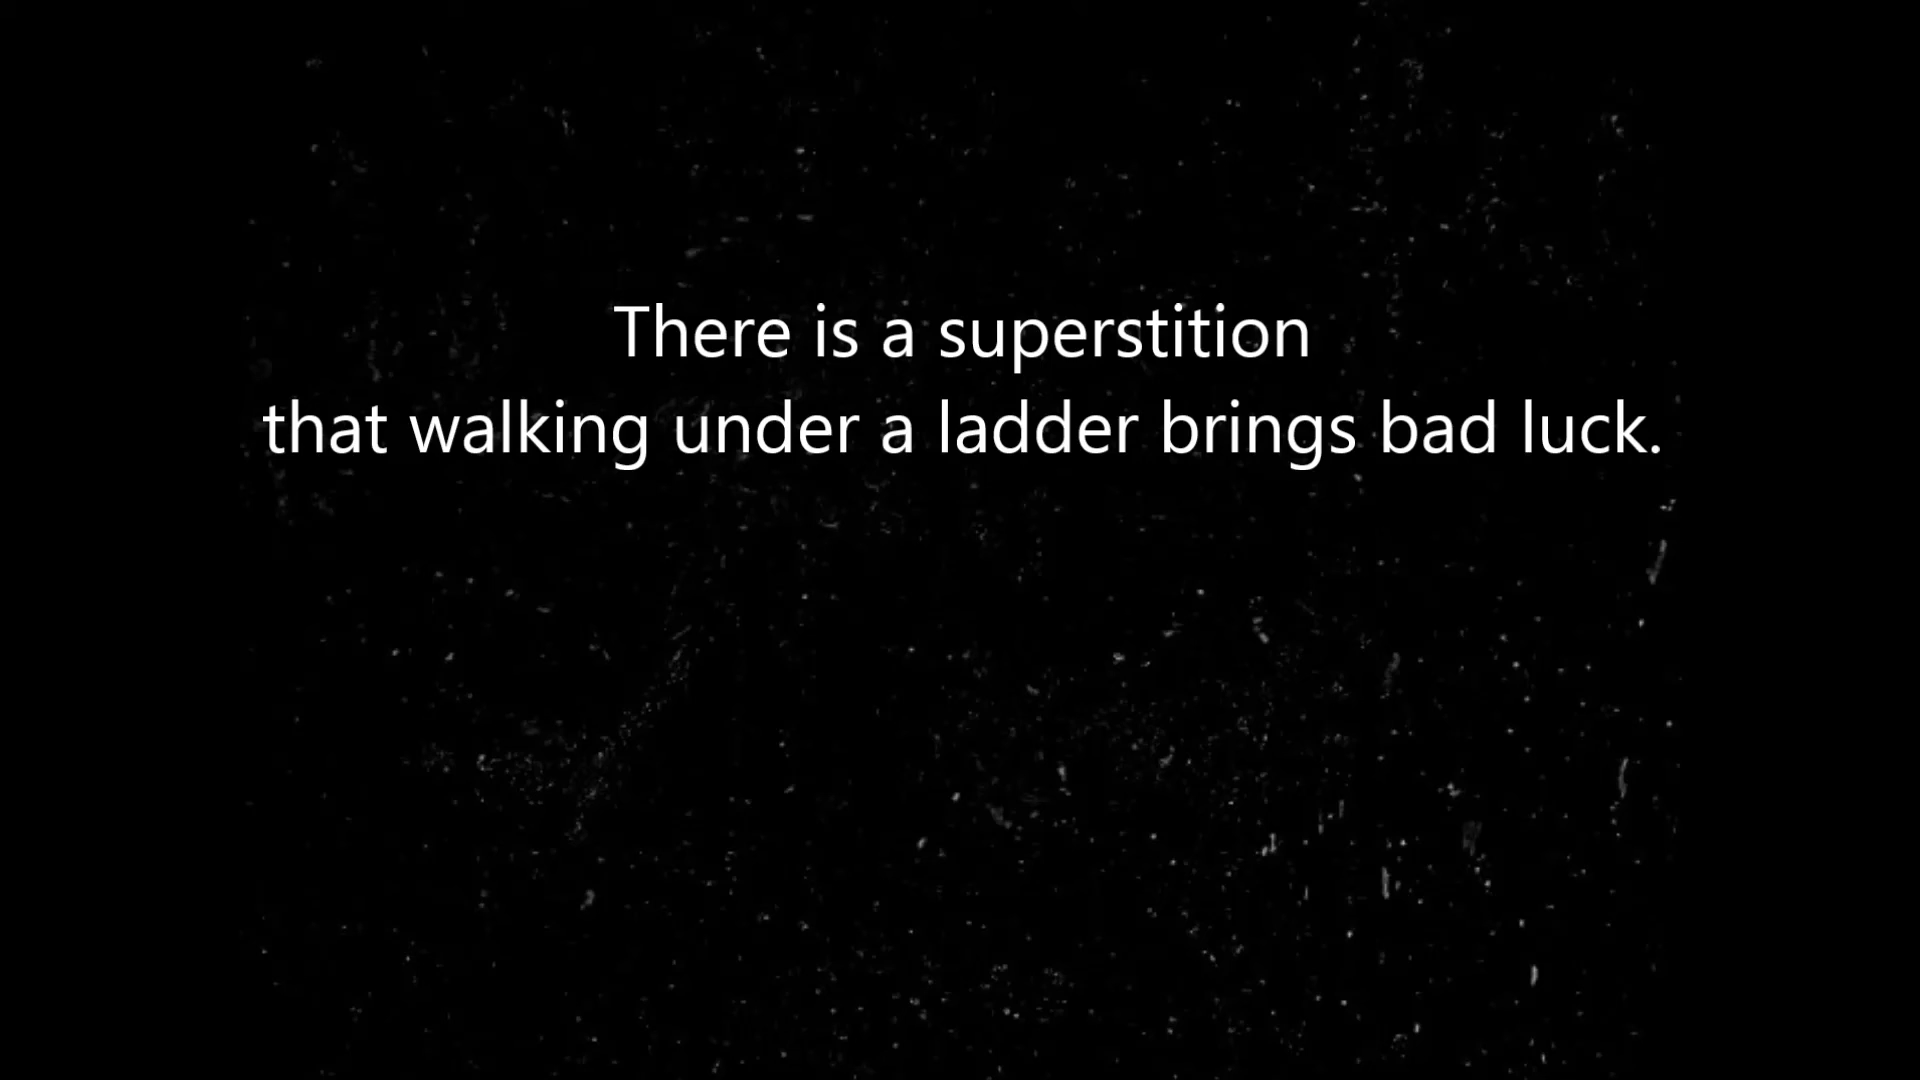 There is a superstition
that walking under a ladder brings bad luck.